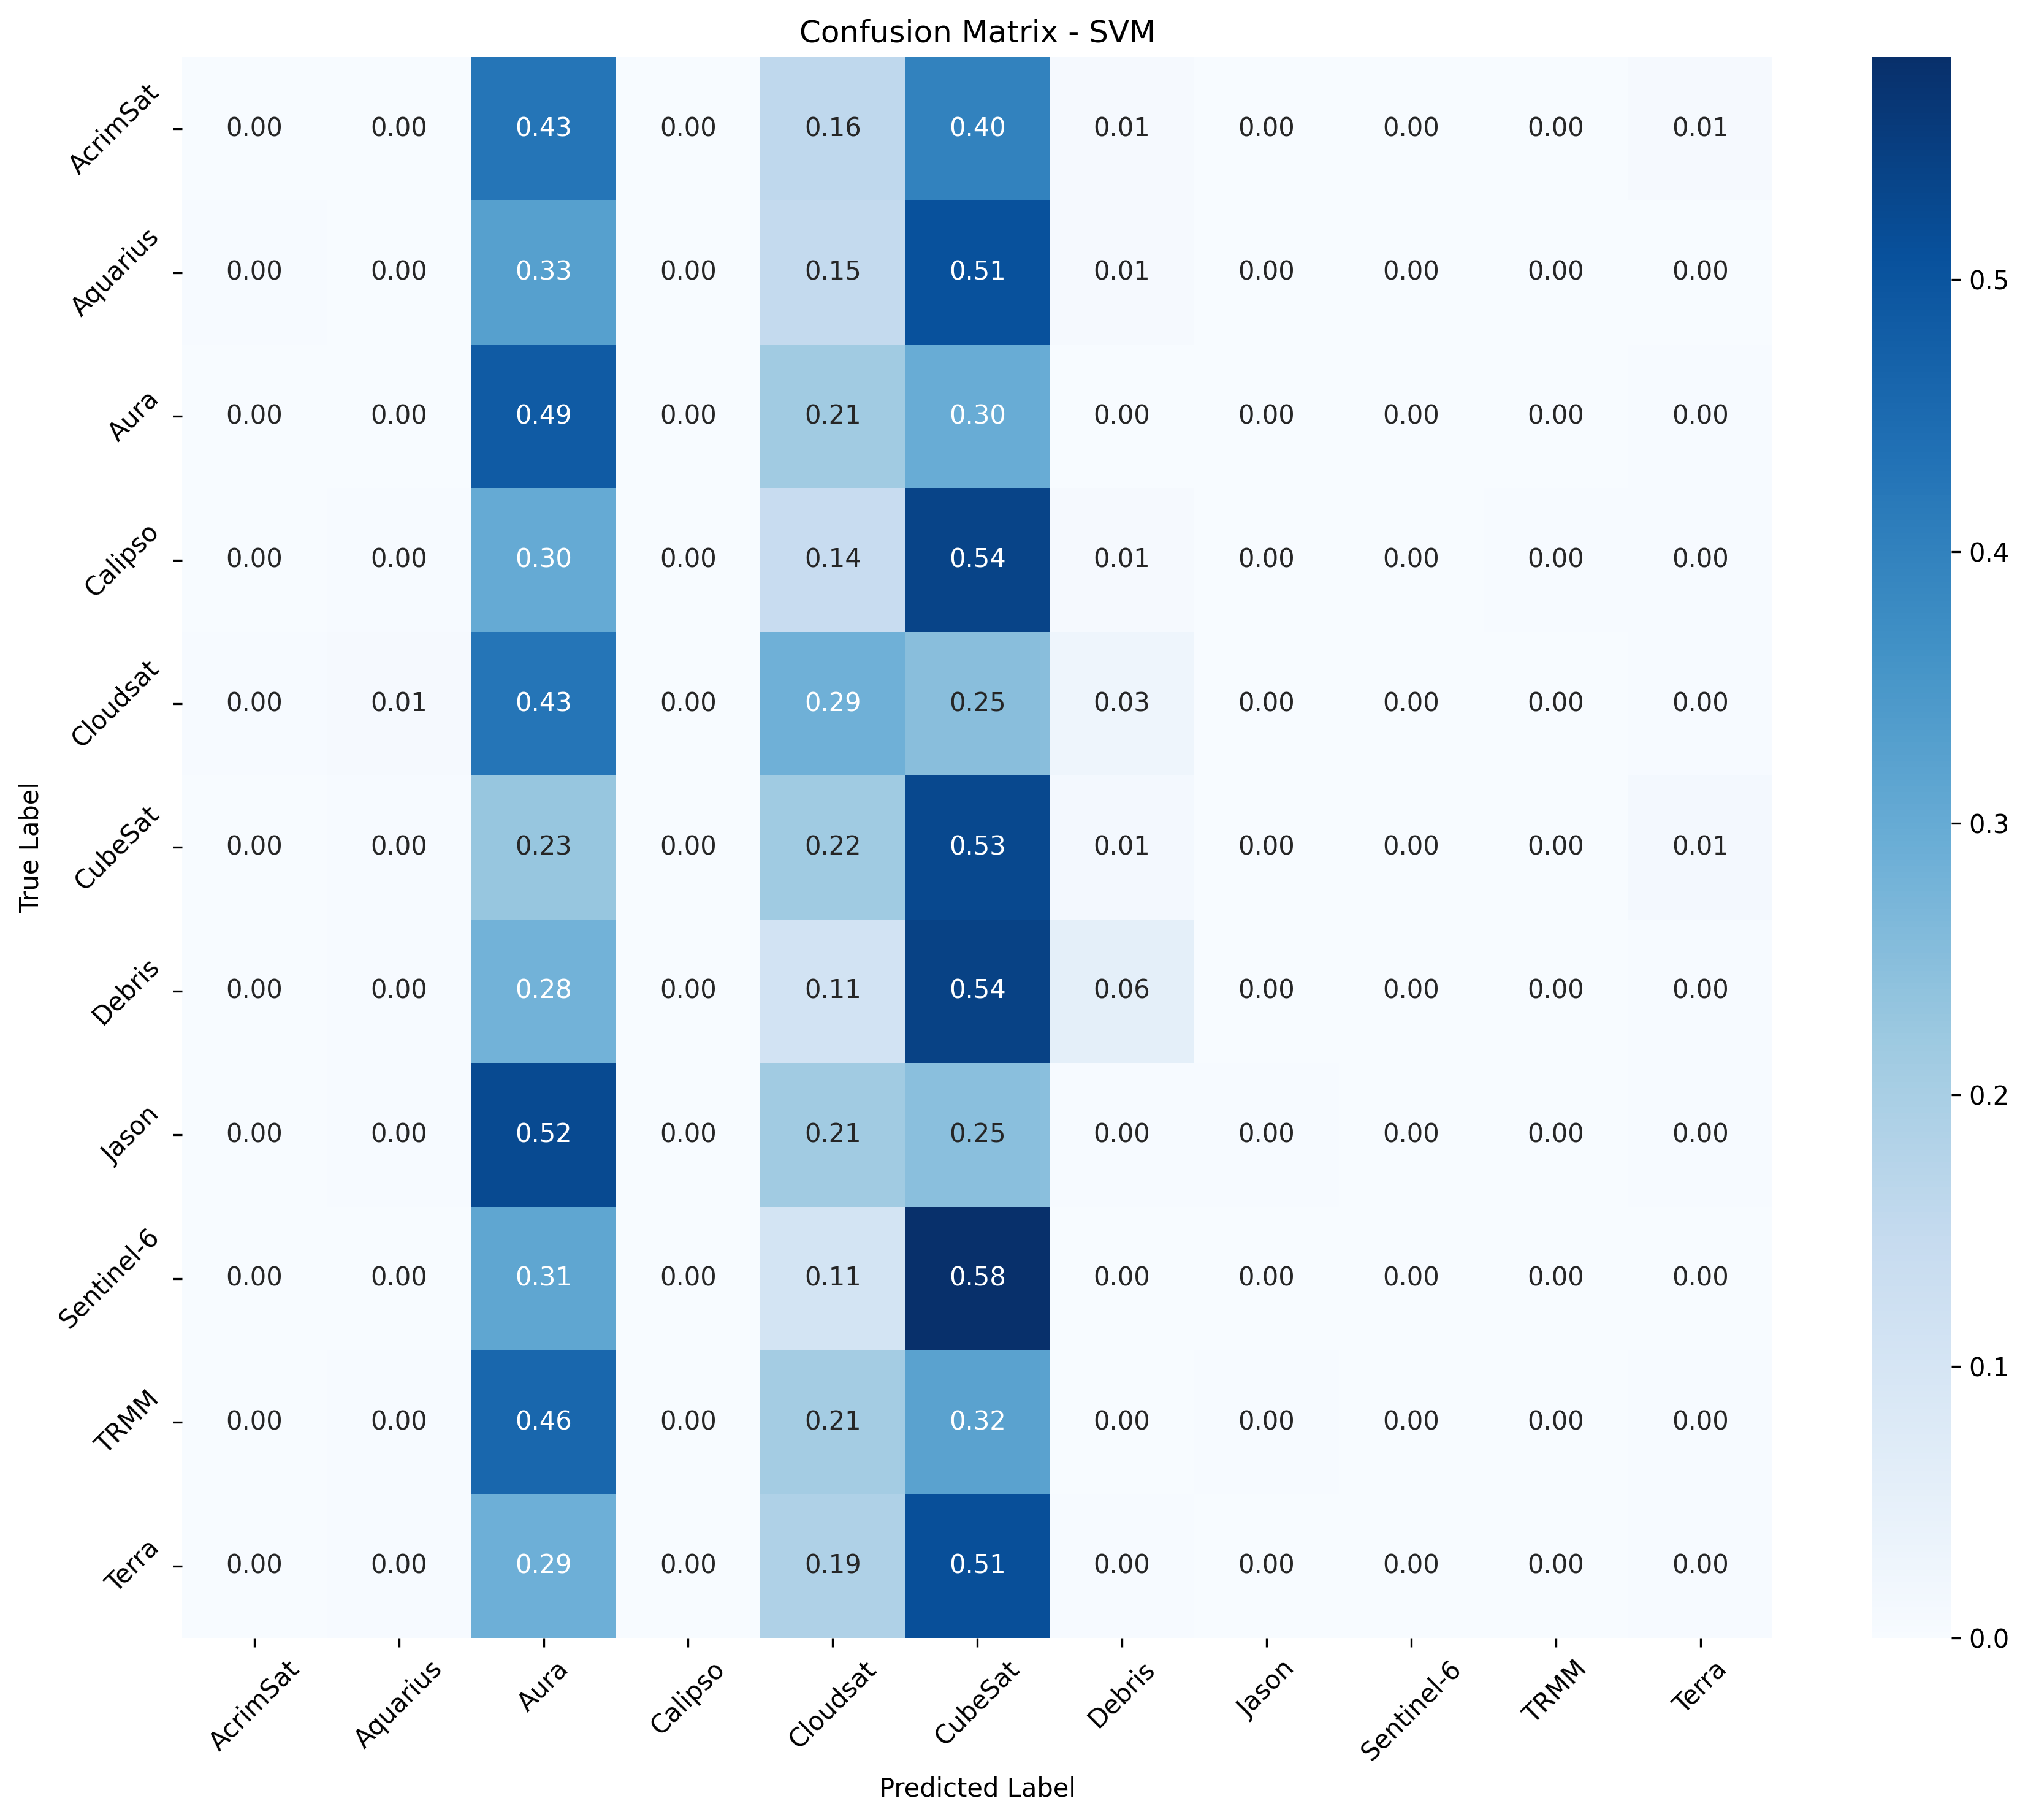 Confusion Matrix - SVM
True Label
AcrimSat 0.00 0.00 0.43 0.00 0.16 0.40 0.01 0.00 0.00 0.00 0.01
Aquarius 0.00 0.00 0.33 0.00 0.15 0.51 0.01 0.00 0.00 0.00 0.00
Aura 0.00 0.00 0.49 0.00 0.21 0.30 0.00 0.00 0.00 0.00 0.00
Calipso 0.00 0.00 0.30 0.00 0.14 0.54 0.01 0.00 0.00 0.00 0.00
Cloudsat 0.00 0.01 0.43 0.00 0.29 0.25 0.03 0.00 0.00 0.00 0.00
CubeSat 0.00 0.00 0.23 0.00 0.22 0.53 0.01 0.00 0.00 0.00 0.01
Debris 0.00 0.00 0.28 0.00 0.11 0.54 0.06 0.00 0.00 0.00 0.00
Jason 0.00 0.00 0.52 0.00 0.21 0.25 0.00 0.00 0.00 0.00 0.00
Sentinel-6 0.00 0.00 0.31 0.00 0.11 0.58 0.00 0.00 0.00 0.00 0.00
TRMM 0.00 0.00 0.46 0.00 0.21 0.32 0.00 0.00 0.00 0.00 0.00
Terra 0.00 0.00 0.29 0.00 0.19 0.51 0.00 0.00 0.00 0.00 0.00
AcrimSat Aquarius Aura Calipso Cloudsat CubeSat Debris Jason Sentinel-6 TRMM Terra
Predicted Label
0.5
0.4
0.3
0.2
0.1
0.0